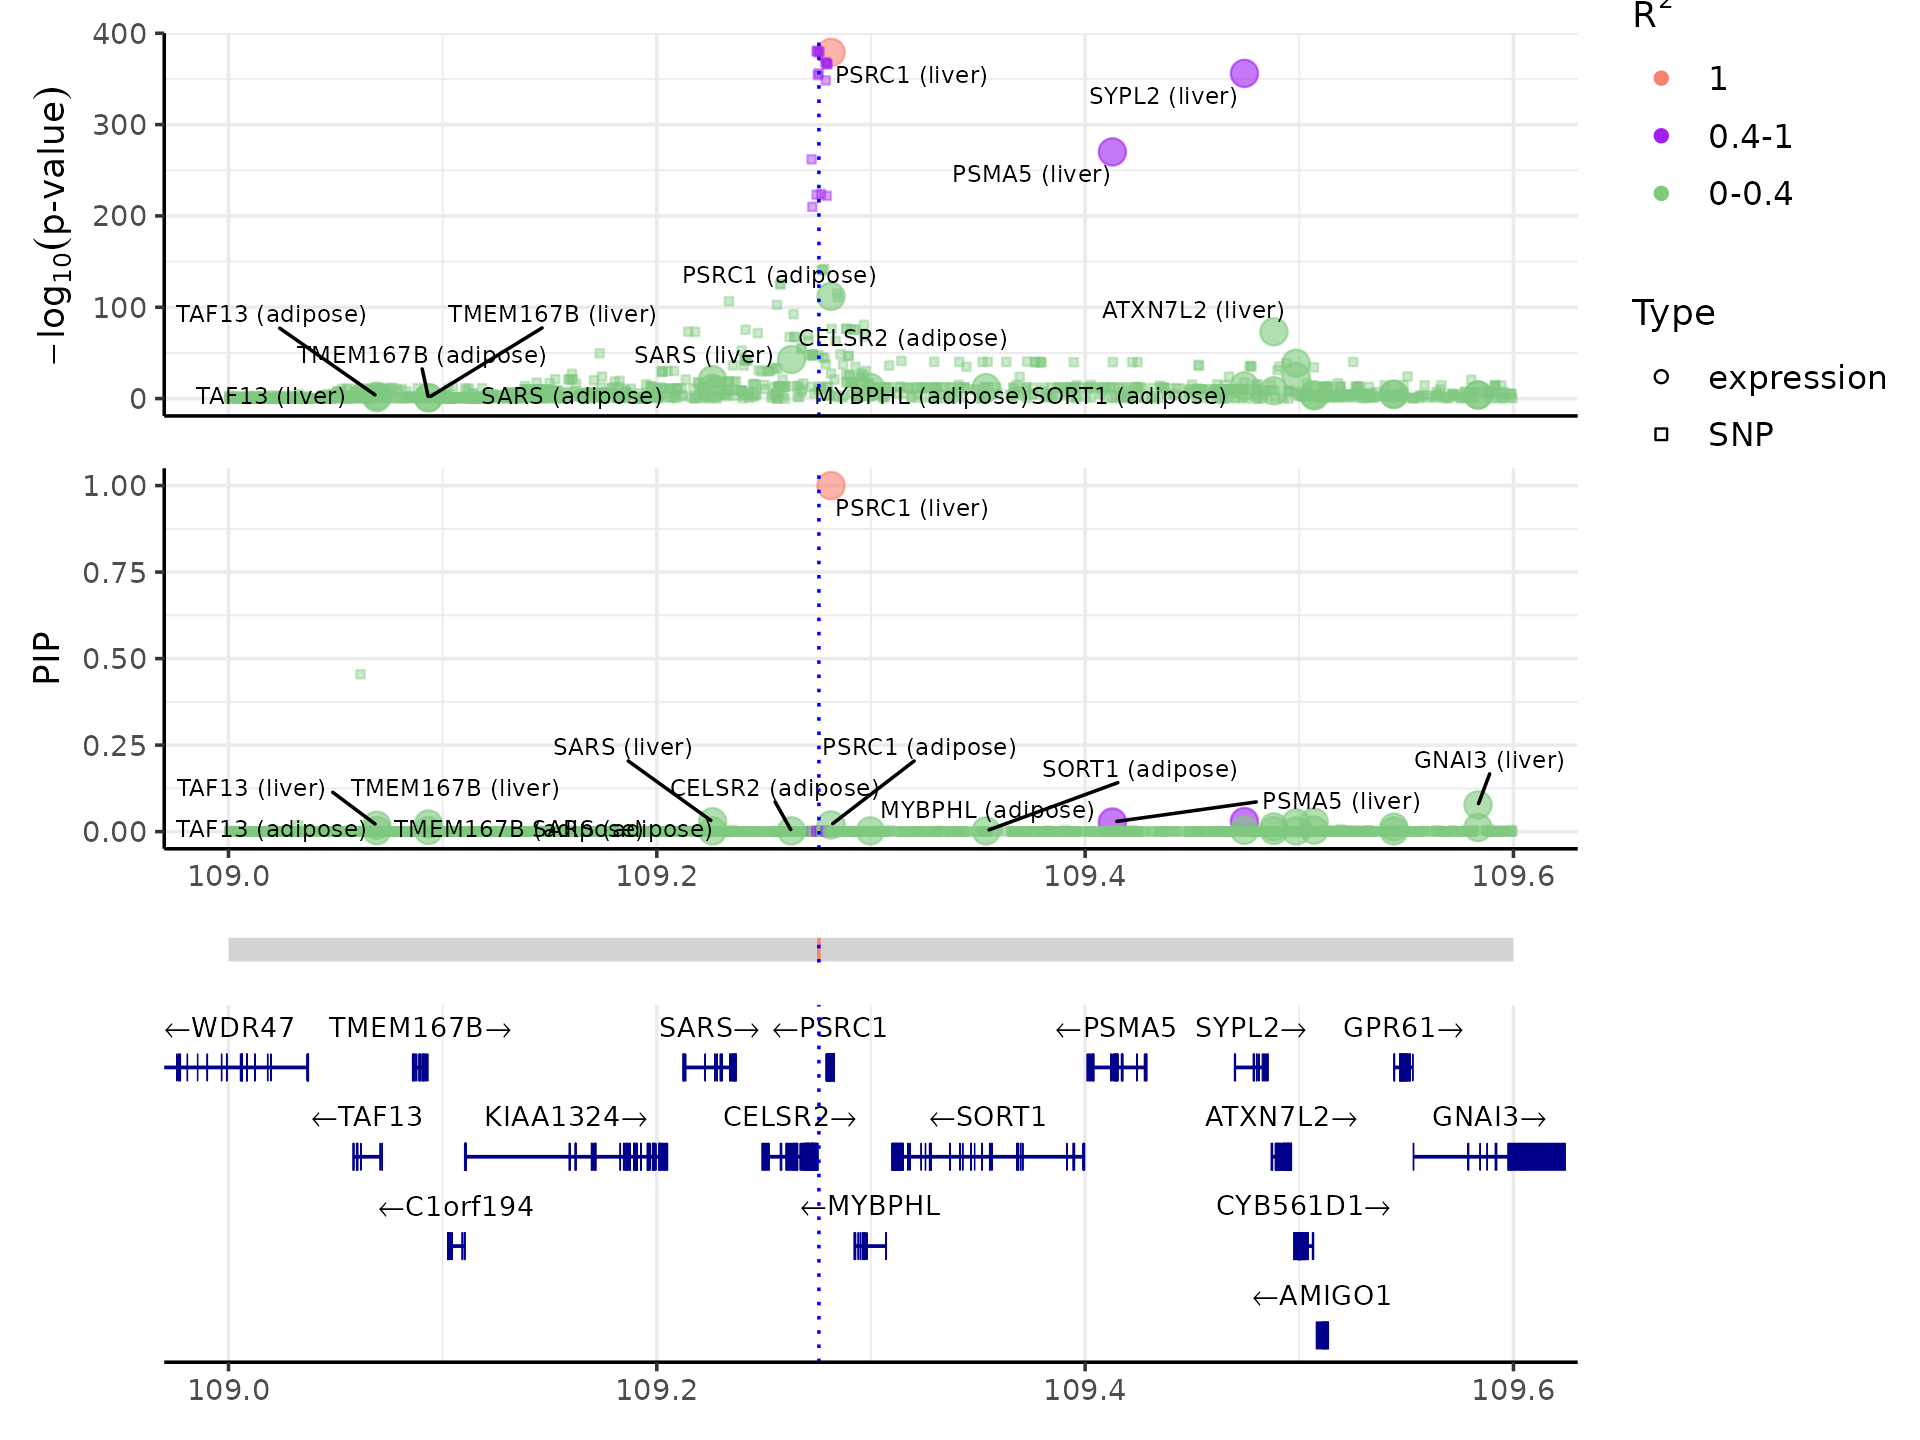 400
300
200
100
0
−log10(p-value)
PSRC1 (liver)
SYPL2 (liver)
PSMA5 (liver)
PSRC1 (adipose)
TAF13 (adipose)
TMEM167B (liver)
ATXN7L2 (liver)
CELSR2 (adipose)
TMEM167B (adipose)
SARS (liver)
TAF13 (liver)
SARS (adipose)
MYBPHL (adipose)
SORT1 (adipose)
R2
1
0.4-1
0-0.4
Type
expression
SNP
1.00
0.75
0.50
0.25
0.00
PIP
PSRC1 (liver)
SARS (liver)
PSRC1 (adipose)
GNAI3 (liver)
SORT1 (adipose)
TAF13 (liver)
TMEM167B (liver)
CELSR2 (adipose)
PSMA5 (liver)
MYBPHL (adipose)
TAF13 (adipose)
TMEM167B (adipose)
SARS (adipose)
109.0 109.2 109.4 109.6
←WDR47 TMEM167B→ SARS→ ←PSRC1 ←PSMA5 SYPL2→ GPR61→
←TAF13 KIAA1324→ CELSR2→ ←SORT1 ATXN7L2→ GNAI3→
←C1orf194 ←MYBPHL CYB561D1→
←AMIGO1
109.0 109.2 109.4 109.6